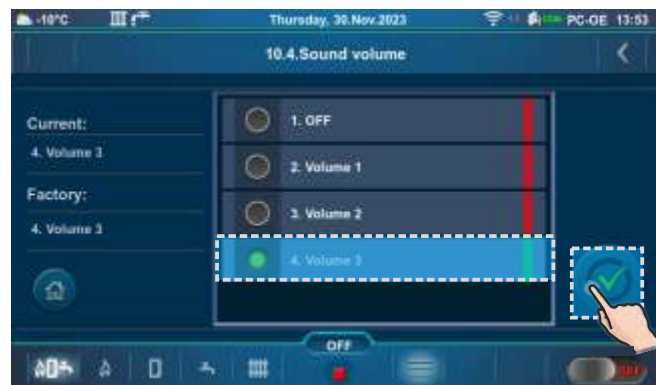 -10°C Thursday, 30.Nov.2023 PC-OE 13:53
10.4.Sound volume
Current:
4. Volume 3
Factory:
4. Volume 3
1. OFF
2. Volume 1
3. Volume 2
4. Volume 3
OFF
OFF